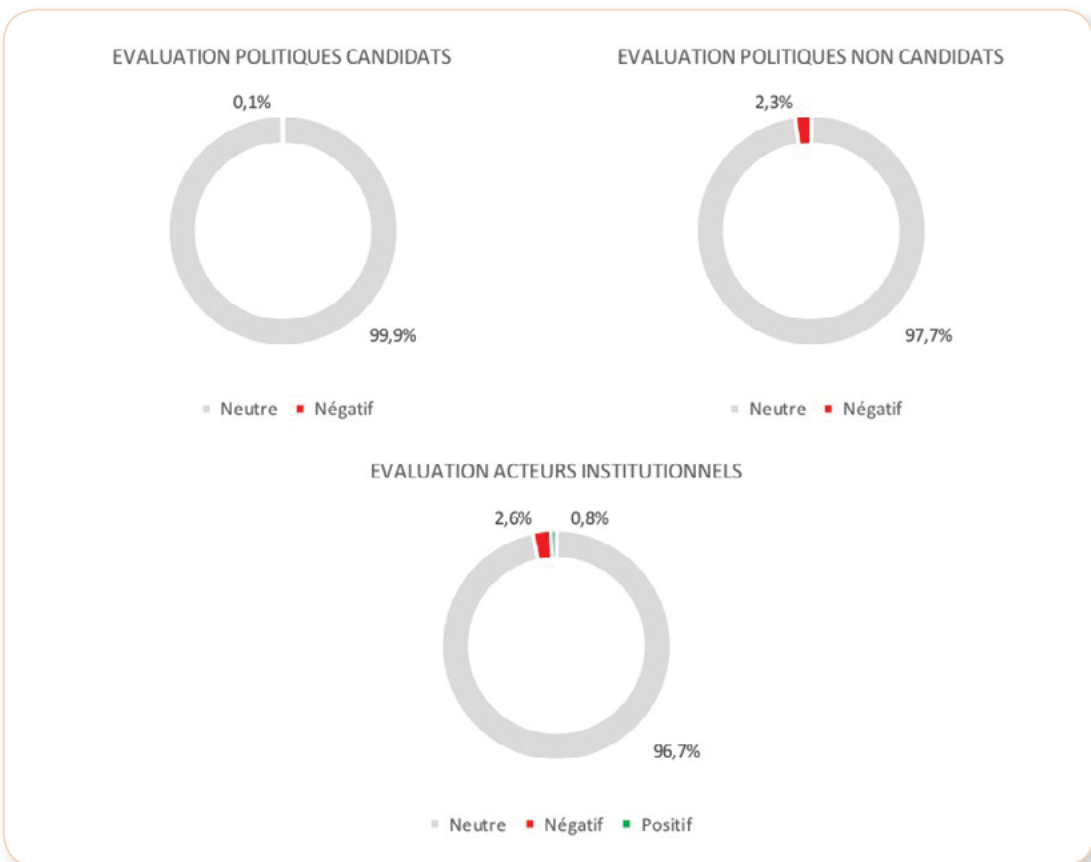 EVALUATION POLITIQUES CANDIDATS
0,1%
99,9%
Neutre Négatif
EVALUATION POLITIQUES NON CANDIDATS
2,3%
97,7%
Neutre Négatif
EVALUATION ACTEURS INSTITUTIONNELS
2,6% 0,8%
96,7%
Neutre Négatif Positif